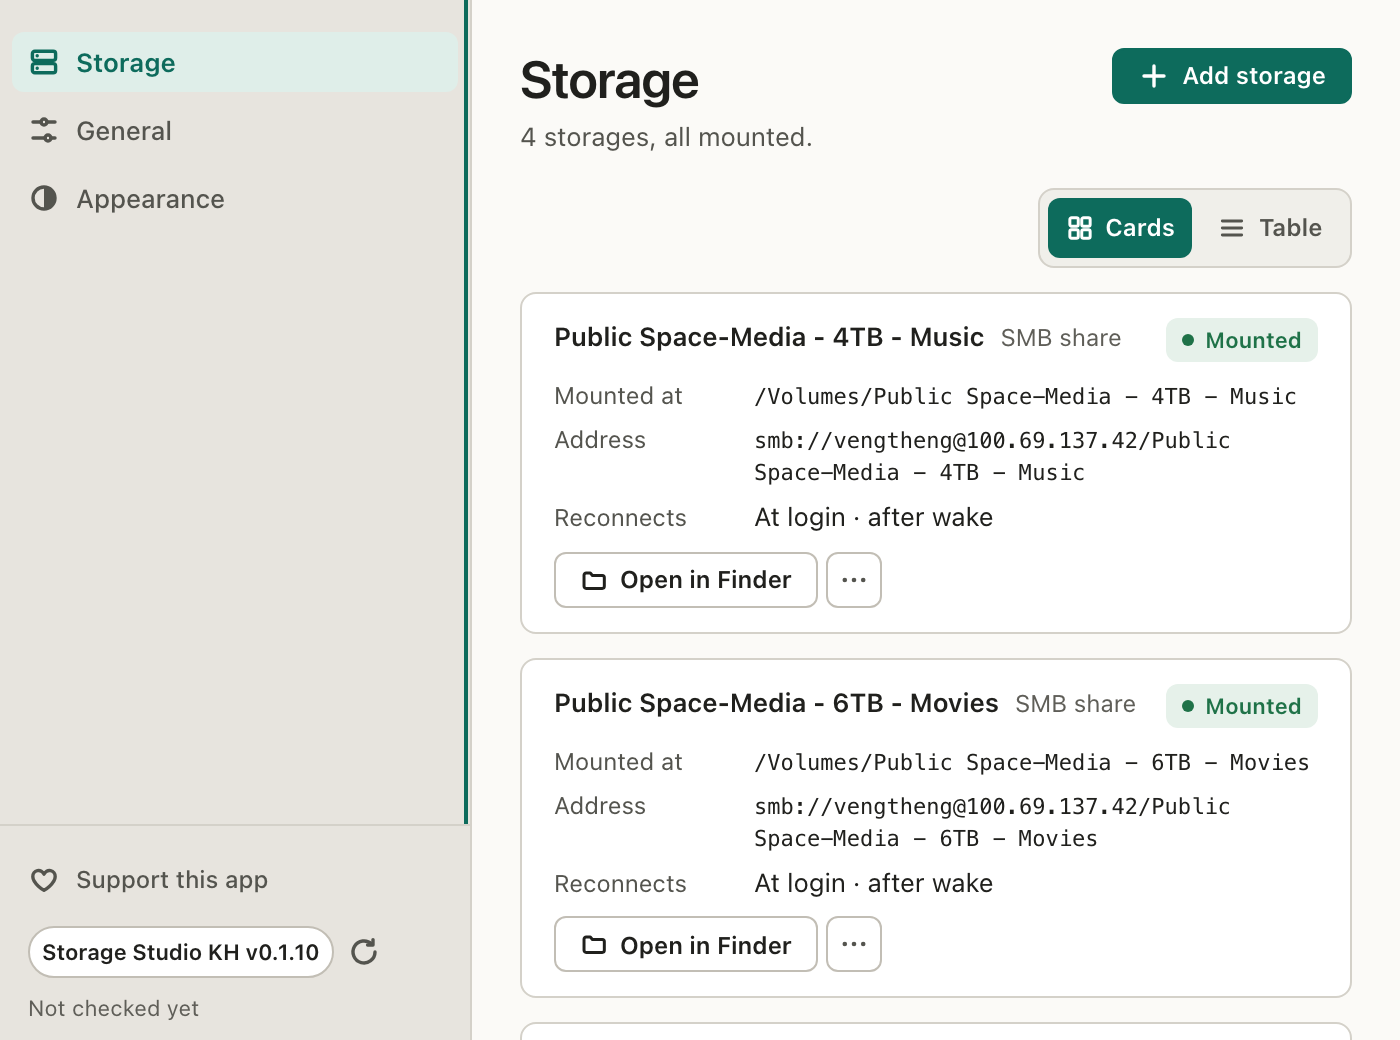 Storage
General
Appearance
Support this app
Storage Studio KH v0.1.10
Not checked yet
Storage
4 storages, all mounted.
Add storage
Cards
Table
Public Space-Media - 4TB - Music SMB share Mounted
Mounted at /Volumes/Public Space-Media - 4TB - Music
Address smb://vengtheng@100.69.137.42/Public
Space-Media - 4TB - Music
Reconnects At login · after wake
Open in Finder ···
Public Space-Media - 6TB - Movies SMB share Mounted
Mounted at /Volumes/Public Space-Media - 6TB - Movies
Address smb://vengtheng@100.69.137.42/Public
Space-Media - 6TB - Movies
Reconnects At login · after wake
Open in Finder ···